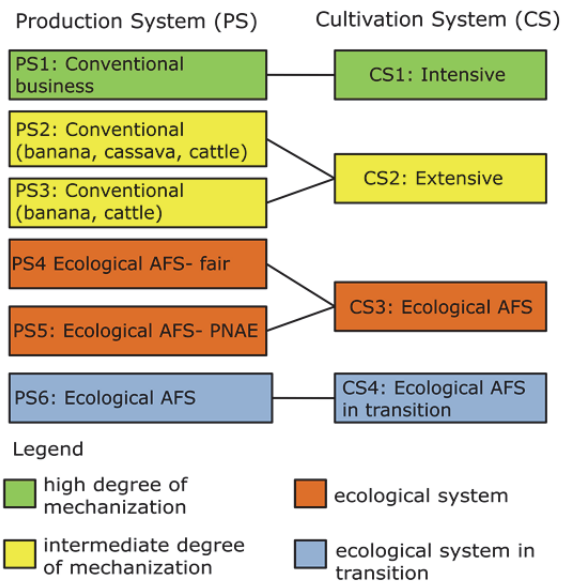 Production System (PS)
Cultivation System (CS)
PS1: Conventional
business
CS1: Intensive
PS2: Conventional
(banana, cassava, cattle)
PS3: Conventional
(banana, cattle)
CS2: Extensive
PS4 Ecological AFS- fair
PS5: Ecological AFS- PNAE
CS3: Ecological AFS
PS6: Ecological AFS
CS4: Ecological AFS
in transition
Legend
high degree of
mechanization
ecological system
intermediate degree
of mechanization
ecological system in
transition